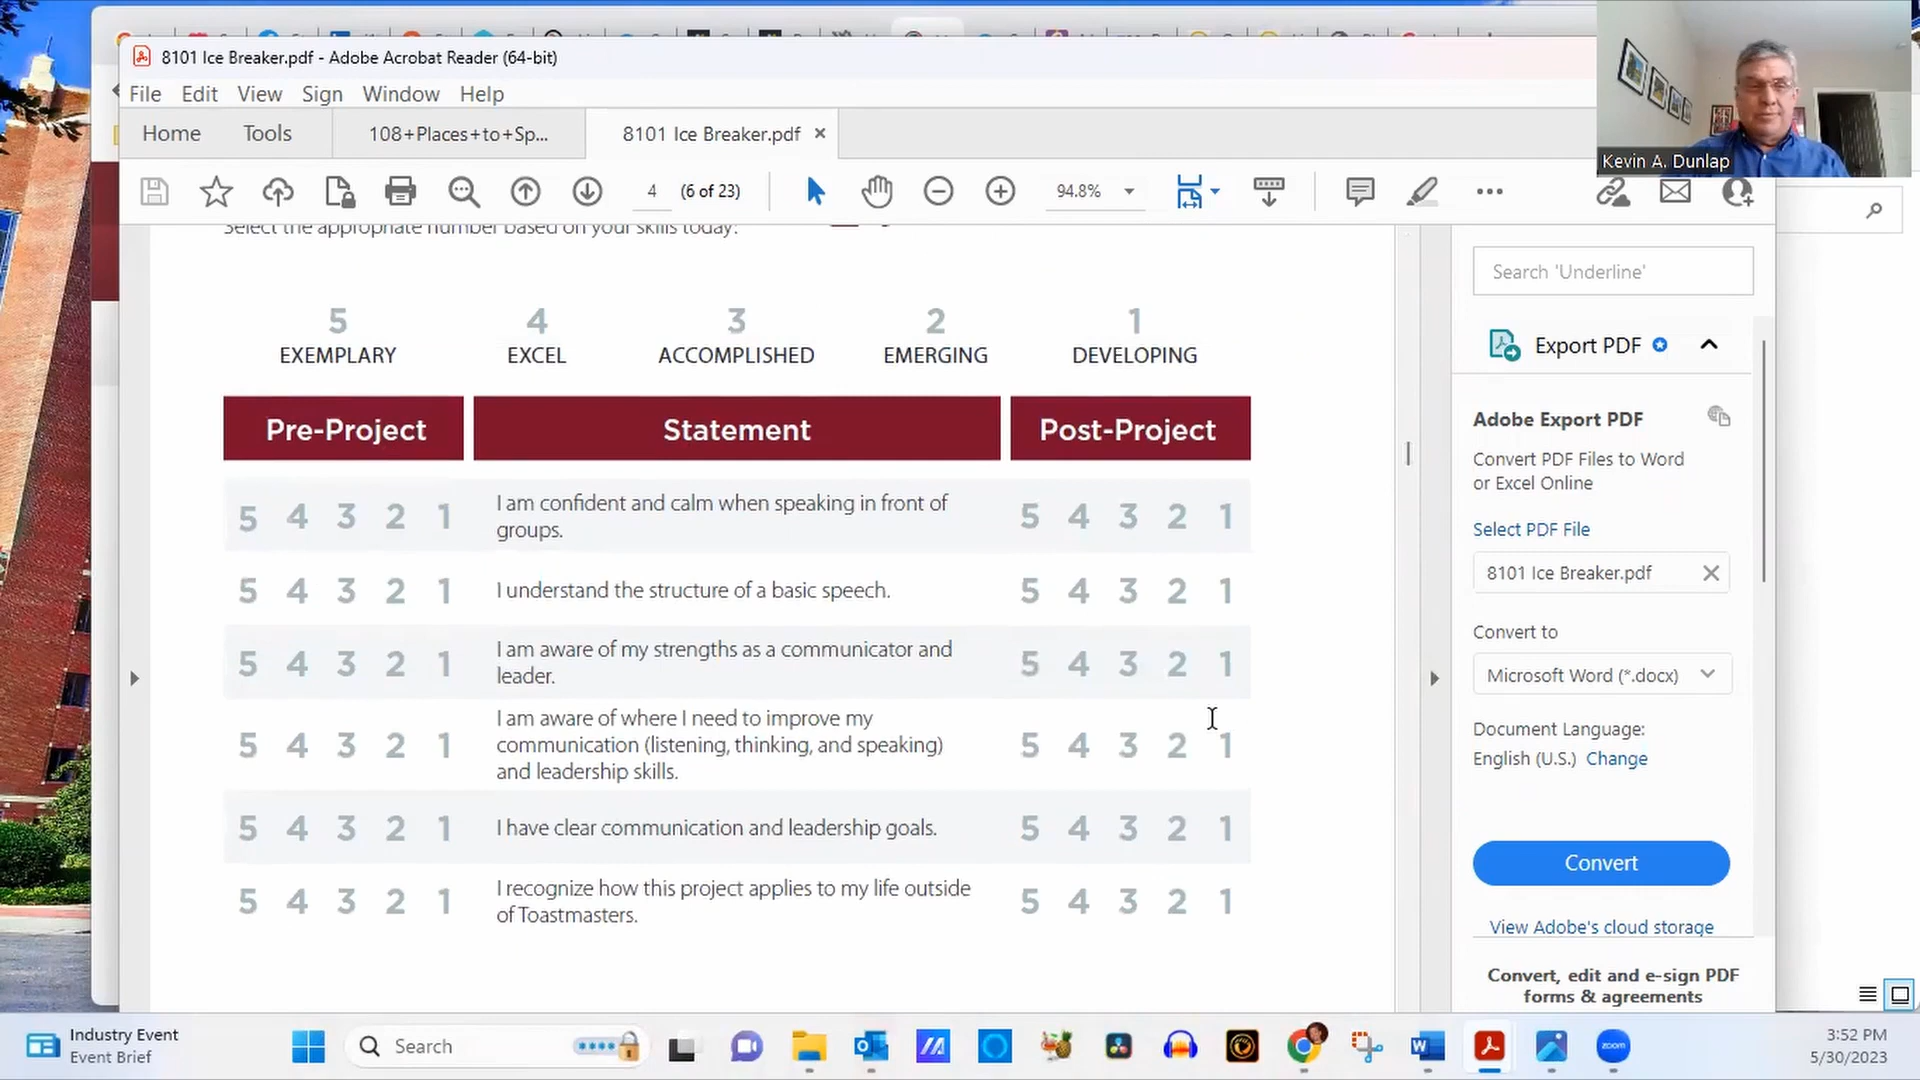 8101 Ice Breaker.pdf - Adobe Acrobat Reader (64-bit)
File Edit View Sign Window Help
Home Tools 108+Places+to+Sp... 8101 Ice Breaker.pdf ×
4 (6 of 23) 94.8%
Kevin A. Dunlap
Select the appropriate number based on your skills today:
5 4 3 2 1
EXEMPLARY EXCEL ACCOMPLISHED EMERGING DEVELOPING
Pre-Project Statement Post-Project
5 4 3 2 1 I am confident and calm when speaking in front of 5 4 3 2 1
groups.
5 4 3 2 1 I understand the structure of a basic speech. 5 4 3 2 1
5 4 3 2 1 I am aware of my strengths as a communicator and 5 4 3 2 1
leader.
I am aware of where I need to improve my
5 4 3 2 1 communication (listening, thinking, and speaking) 5 4 3 2 1
and leadership skills.
5 4 3 2 1 I have clear communication and leadership goals. 5 4 3 2 1
5 4 3 2 1 I recognize how this project applies to my life outside 5 4 3 2 1
of Toastmasters.
Search 'Underline'
Export PDF
Adobe Export PDF
Convert PDF Files to Word
or Excel Online
Select PDF File
8101 Ice Breaker.pdf
Convert to
Microsoft Word (*.docx)
Document Language:
English (U.S.) Change
Convert
View Adobe's cloud storage
Convert, edit and e-sign PDF
forms & agreements
Industry Event
Event Brief
Search
zoom
3:52 PM
5/30/2023